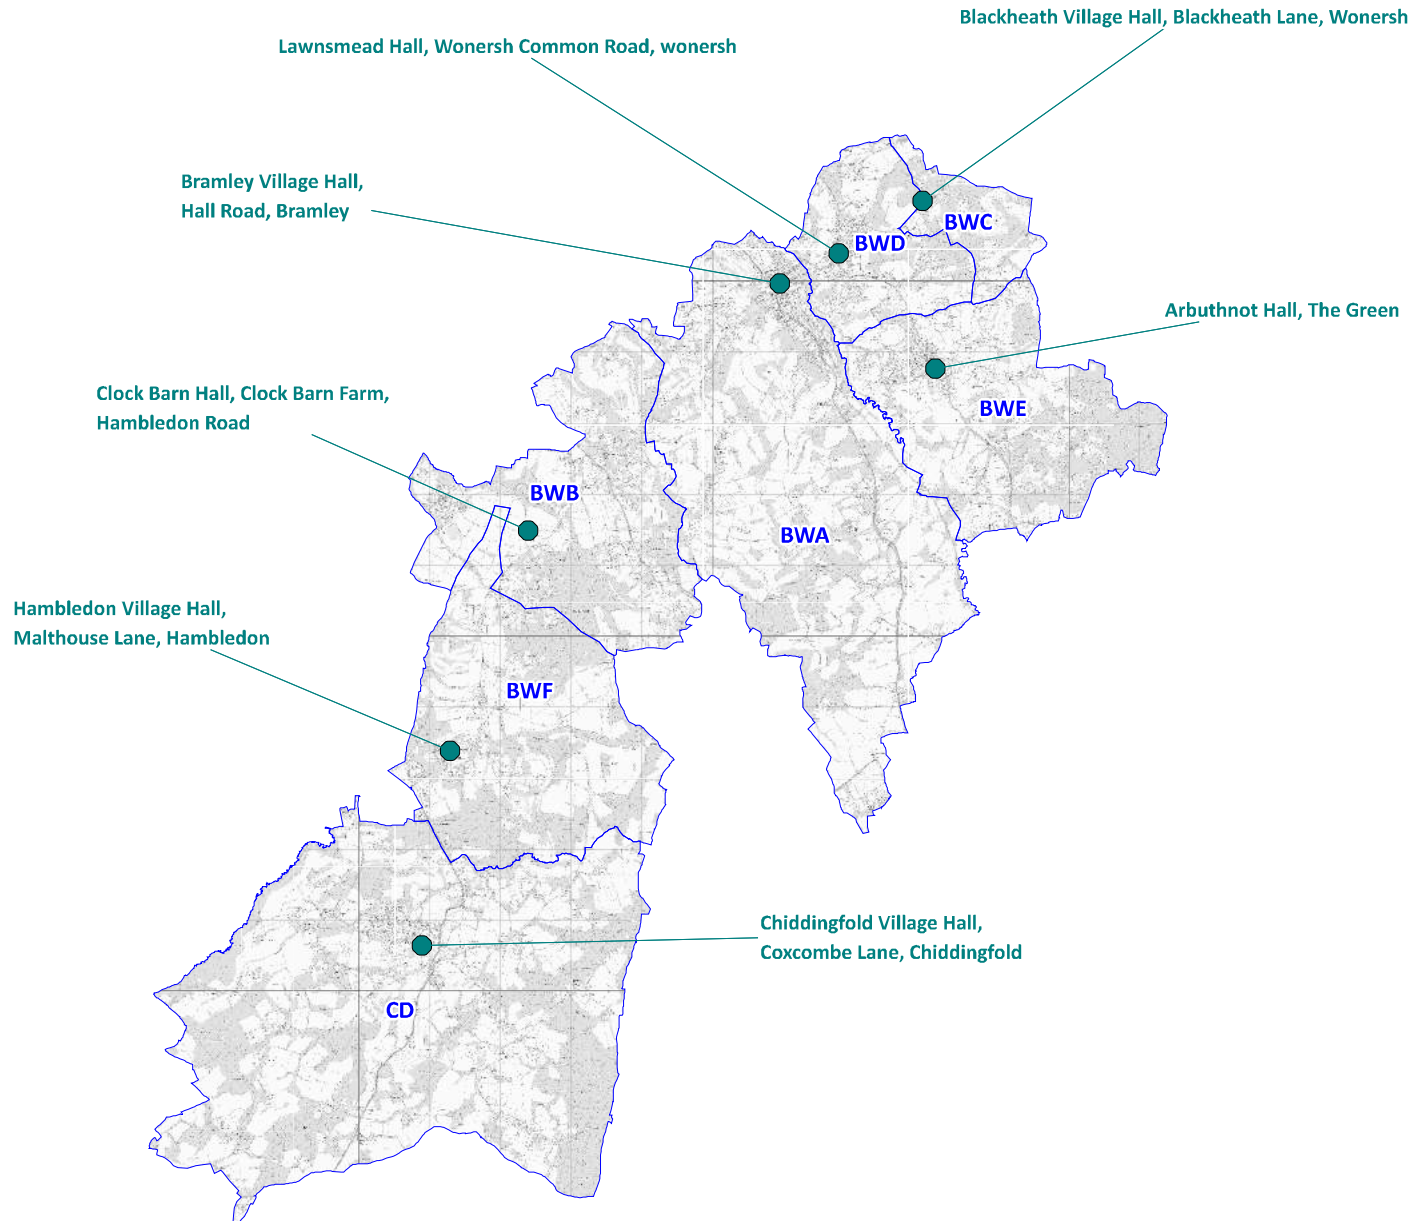 Blackheath Village Hall, Blackheath Lane, Wonersh
Lawnsmead Hall, Wonersh Common Road, wonersh
Bramley Village Hall,
Hall Road, Bramley
BWC
BWD
Arbuthnot Hall, The Green
Clock Barn Hall, Clock Barn Farm,
Hambledon Road
BWE
BWB
BWA
Hambledon Village Hall,
Malthouse Lane, Hambledon
BWF
Chiddingfold Village Hall,
Coxcombe Lane, Chiddingfold
CD